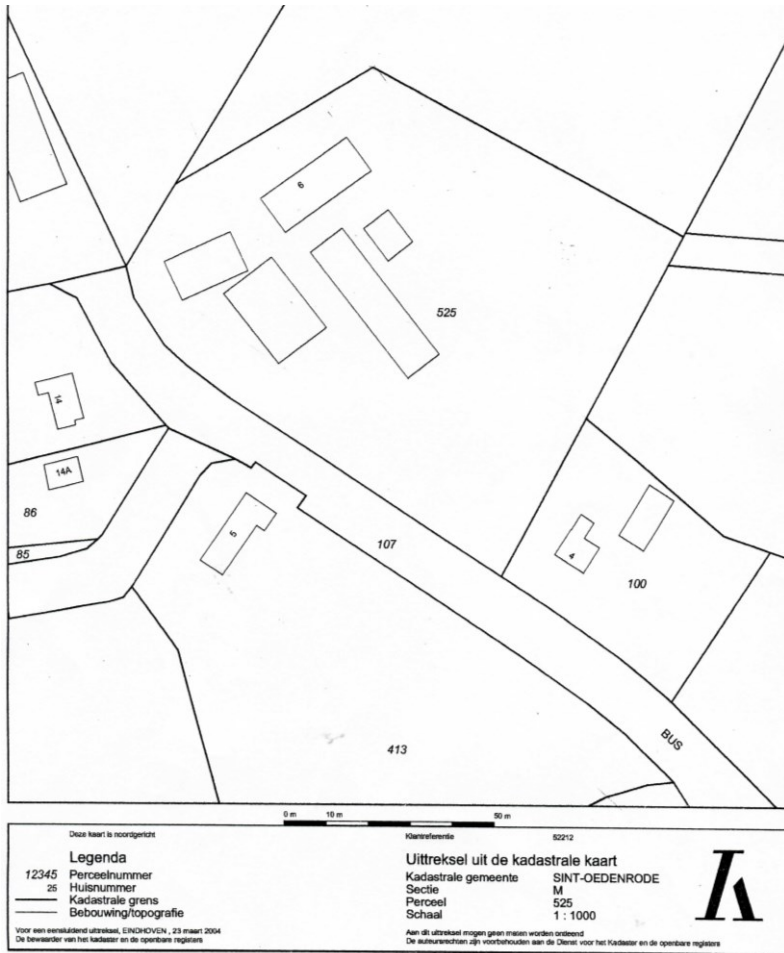 6
525
14
14A
86
5
85
107
4
100
BUS
413
0 m 10 m 50 m
Deze kaart is noordgericht
Klantreferentie 52212
Legenda
12345 Perceelnummer
25 Huisnummer
Kadastrale grens
Bebouwing/topografie
Voor een eensluidend uittreksel, EINDHOVEN , 23 maart 2004
De bewaarder van het kadaster en de openbare registers
Uittreksel uit de kadastrale kaart
Kadastrale gemeente SINT-OEDENRODE
Sectie M
Perceel 525
Schaal 1 : 1000
Aan dit uittreksel mogen geen maten worden ontleend
De auteursrechten zijn voorbehouden aan de Dienst voor het Kadaster en de openbare registers